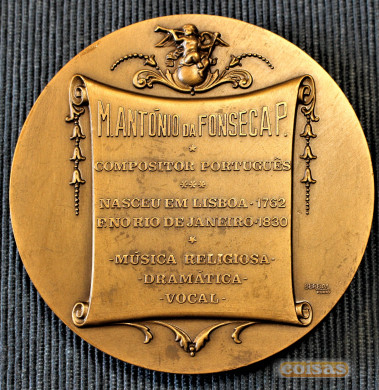 M. ANTÓNIO DA FONSECA P.
*
COMPOSITOR PORTUGUÊS
***
NASCEU EM LISBOA-1762
E NO RIO DE JANEIRO-1830
*
-MÚSICA RELIGIOSA-
-DRAMÁTICA-
-VOCAL-
coisas